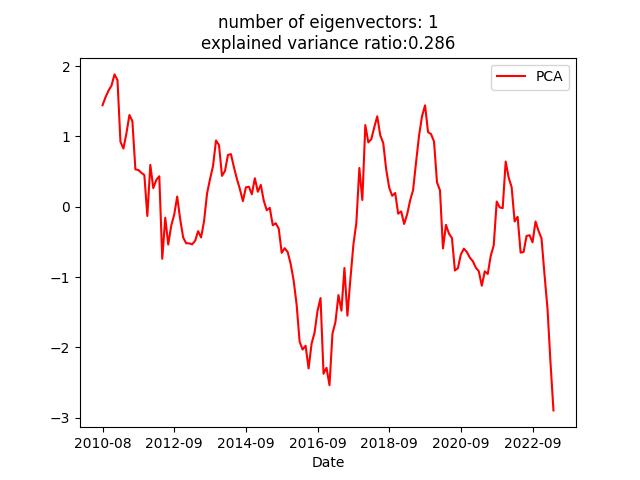 number of eigenvectors: 1
explained variance ratio:0.286
PCA
2
1
0
−1
−2
−3
2010-08 2012-09 2014-09 2016-09 2018-09 2020-09 2022-09
Date